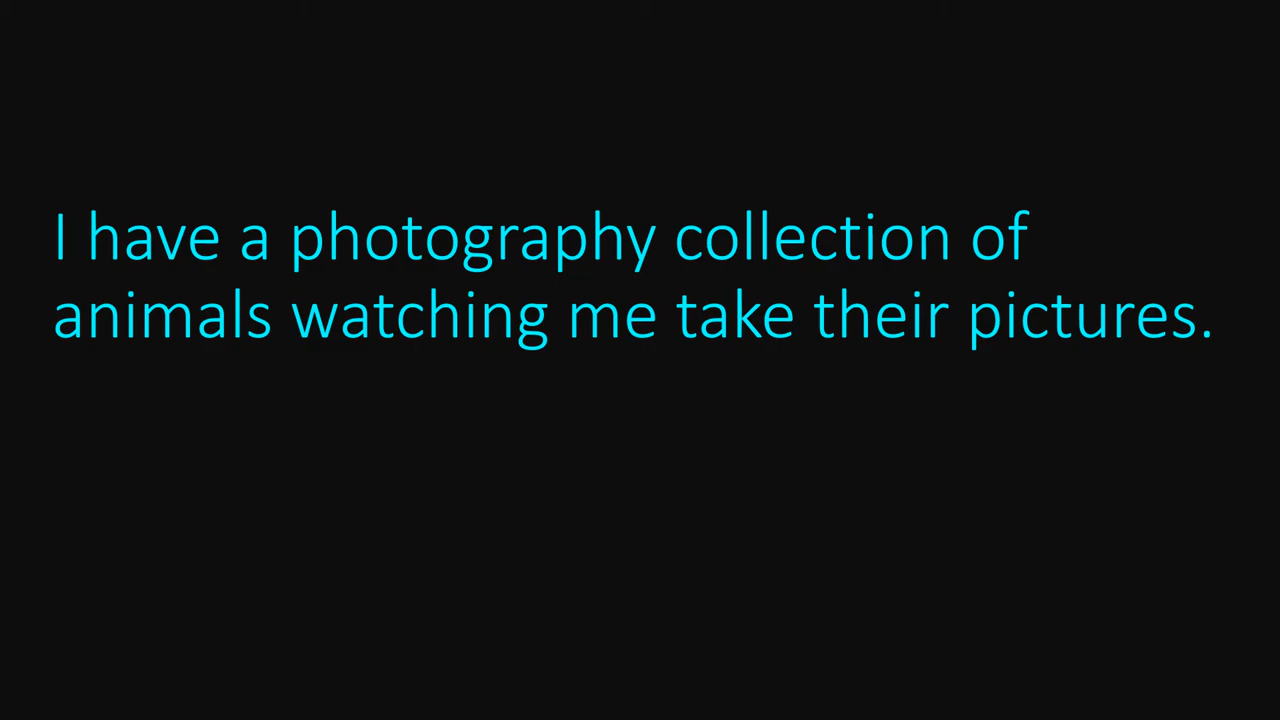 I have a photography collection of
animals watching me take their pictures.